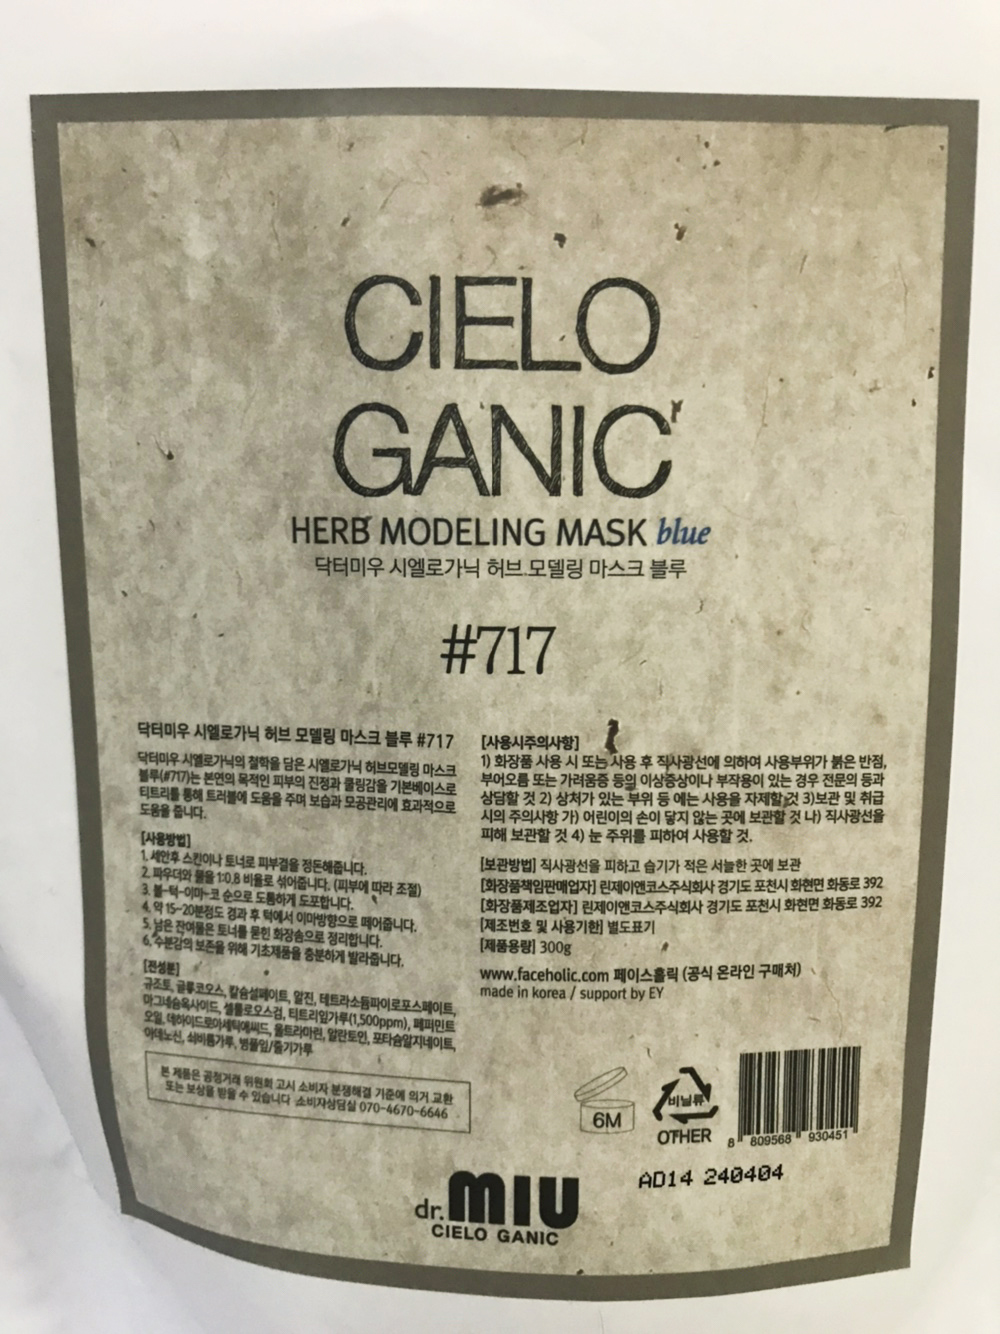 CIELO
GANIC
HERB MODELING MASK blue
닥터미우 시엘로가닉 허브 모델링 마스크 블루
#717
닥터미우 시엘로가닉 허브 모델링 마스크 블루 #717
닥터미우 시엘로가닉의 철학을 담은 시엘로가닉 허브모델링 마스크
블루(#717)는 본연의 목적인 피부의 진정과 쿨링감을 기본베이스로
티트리를 통해 트러블에 도움을 주며 보습과 모공관리에 효과적으로
도움을 줍니다.
[사용방법]
1. 세안후 스킨이나 토너로 피부결을 정돈해줍니다.
2. 파우더와 물을 1:0.8 비율로 섞어줍니다. (피부에 따라 조절)
3. 볼-턱-이마-코 순으로 도톰하게 도포합니다.
4. 약 15~20분정도 경과 후 턱에서 이마방향으로 떼어줍니다.
5. 남은 잔여물은 토너를 묻힌 화장솜으로 정리합니다.
6. 수분감의 보존을 위해 기초제품을 충분하게 발라줍니다.
[전성분]
규조토, 글루코오스, 칼슘설페이트, 알진, 테트라소듐파이로포스페이트,
마그네슘옥사이드, 셀룰로오스검, 티트리잎가루(1,500ppm), 페퍼민트
오일, 데하이드로아세틱애씨드, 울트라마린, 알란토인, 포타슘알지네이트,
아데노신, 쇠비름가루, 병풀잎/줄기가루
본 제품은 공정거래 위원회 고시 소비자 분쟁해결 기준에 의거 교환
또는 보상을 받을 수 있습니다 소비자상담실 070-4670-6646
[사용시주의사항]
1) 화장품 사용 시 또는 사용 후 직사광선에 의하여 사용부위가 붉은 반점,
부어오름 또는 가려움증 등의 이상증상이나 부작용이 있는 경우 전문의 등과
상담할 것 2) 상처가 있는 부위 등 에는 사용을 자제할 것 3)보관 및 취급
시의 주의사항 가) 어린이의 손이 닿지 않는 곳에 보관할 것 나) 직사광선을
피해 보관할 것 4) 눈 주위를 피하여 사용할 것.
[보관방법] 직사광선을 피하고 습기가 적은 서늘한 곳에 보관
[화장품책임판매업자] 린제이앤코스주식회사 경기도 포천시 화현면 화동로 392
[화장품제조업자] 린제이앤코스주식회사 경기도 포천시 화현면 화동로 392
[제조번호 및 사용기한] 별도표기
[제품용량] 300g
www.faceholic.com 페이스홀릭 (공식 온라인 구매처)
made in korea / support by EY
6M
비닐류
OTHER
8 809568 930451
AD14 240404
dr. MIU
CIELO GANIC